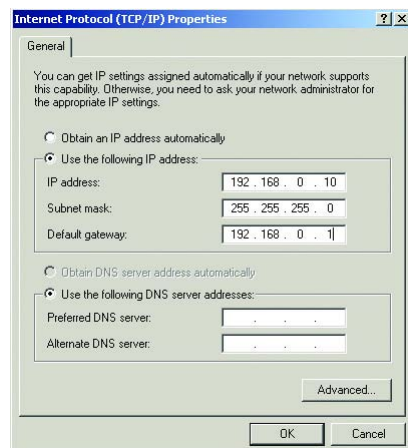 Internet Protocol (TCP/IP) Properties
General
You can get IP settings assigned automatically if your network supports
this capability. Otherwise, you need to ask your network administrator for
the appropriate IP settings.
Obtain an IP address automatically
Use the following IP address:
IP address: 192 . 168 . 0 . 10
Subnet mask: 255 . 255 . 255 . 0
Default gateway: 192 . 168 . 0 . 1
Obtain DNS server address automatically
Use the following DNS server addresses:
Preferred DNS server: . . .
Alternate DNS server: . . .
Advanced...
OK Cancel